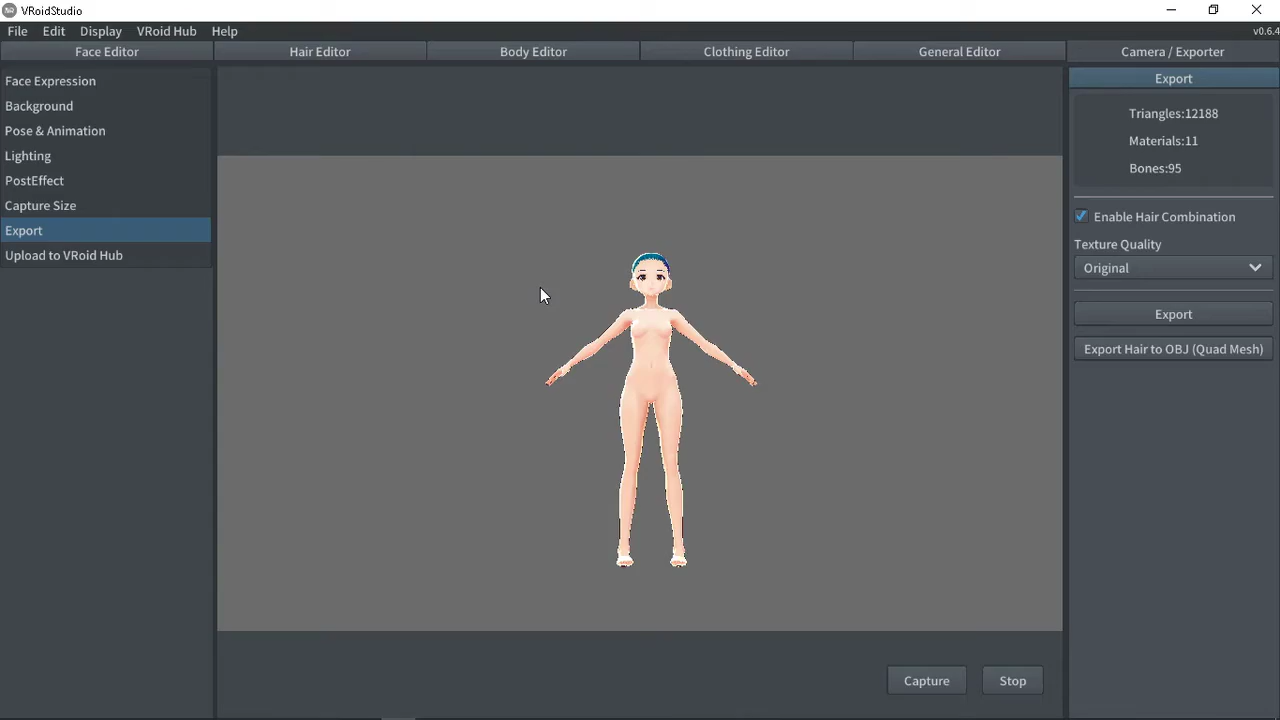 VRoidStudio
File Edit Display VRoid Hub Help
v0.6.4
Face Editor
Hair Editor
Body Editor
Clothing Editor
General Editor
Camera / Exporter
Face Expression
Background
Pose & Animation
Lighting
PostEffect
Capture Size
Export
Upload to VRoid Hub
Export
Triangles:12188
Materials:11
Bones:95
Enable Hair Combination
Texture Quality
Original
Export
Export Hair to OBJ (Quad Mesh)
Capture
Stop